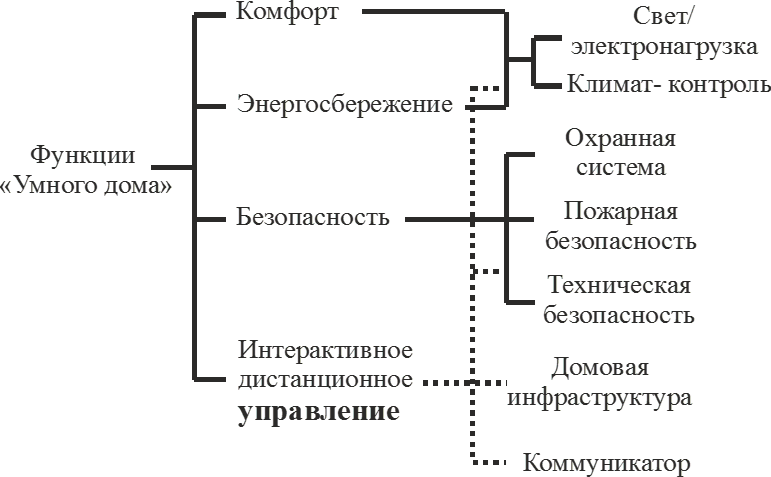 Функции
«Умного дома»
Комфорт
Энергосбережение
Безопасность
Интерактивное
дистанционное
управление
Свет/
электронагрузка
Климат- контроль
Охранная
система
Пожарная
безопасность
Техническая
безопасность
Домовая
инфраструктура
Коммуникатор